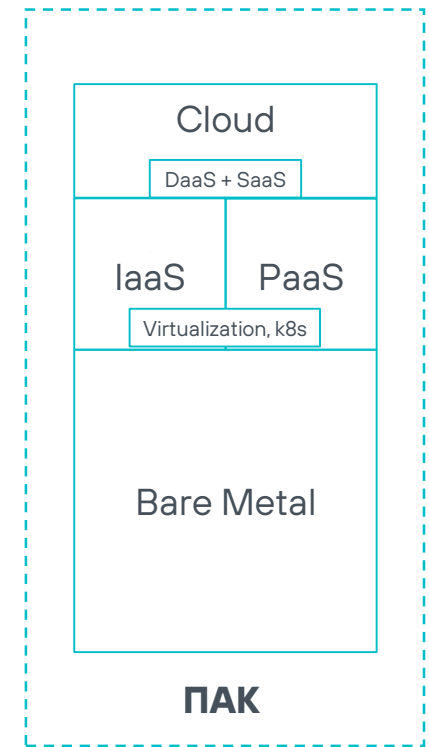 Cloud
DaaS + SaaS
IaaS
PaaS
Virtualization, k8s
Bare Metal
ПАК